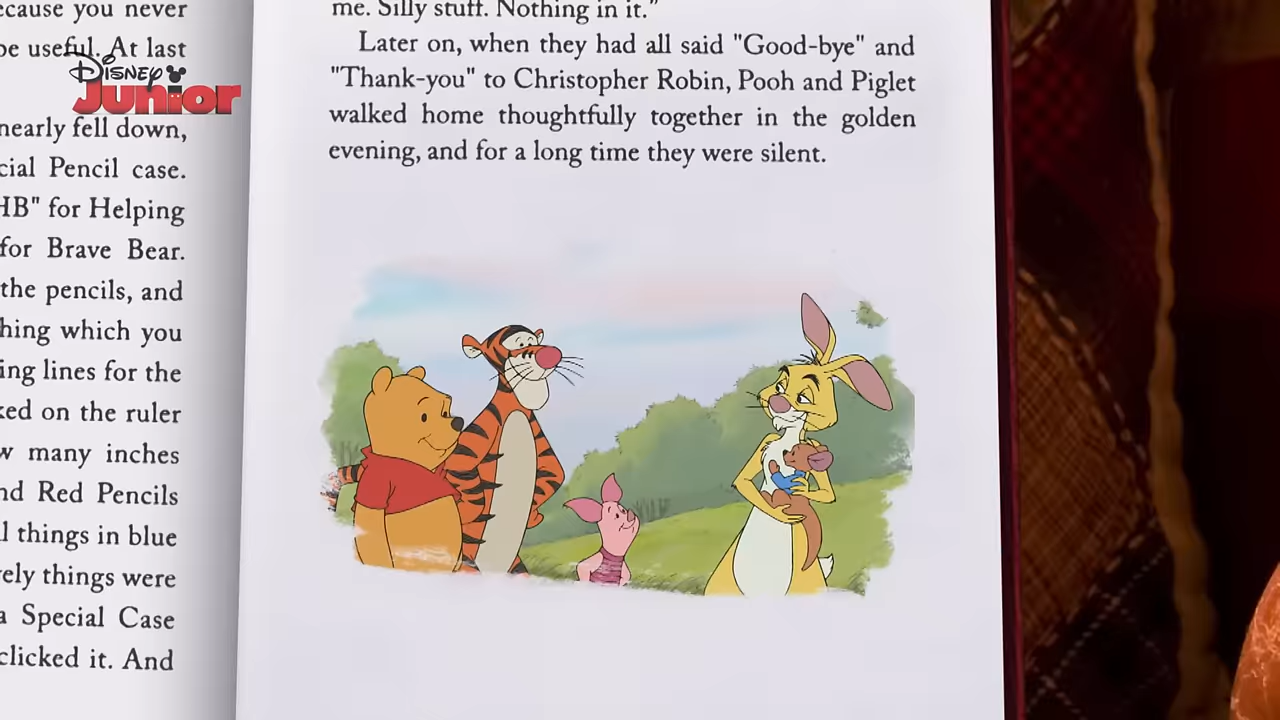 ecause you never
be useful. At last
Disney
Junior
nearly fell down,
cial Pencil case.
HB" for Helping
for Brave Bear.
the pencils, and
hing which you
ing lines for the
ked on the ruler
w many inches
nd Red Pencils
l things in blue
vely things were
a Special Case
clicked it. And
me. Silly stuff. Nothing in it."
Later on, when they had all said "Good-bye" and
"Thank-you" to Christopher Robin, Pooh and Piglet
walked home thoughtfully together in the golden
evening, and for a long time they were silent.